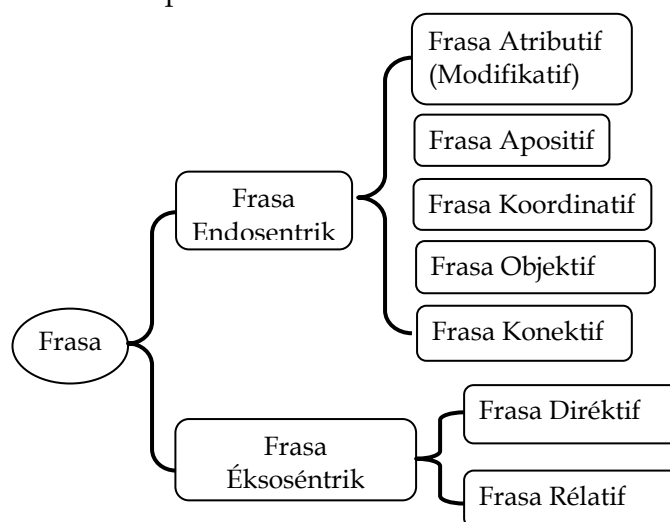 Frasa Atributif
(Modifikatif)
Frasa Apositif
Frasa
Endosentrik
Frasa Koordinatif
Frasa Objektif
Frasa Konektif
Frasa
Frasa Diréktif
Frasa
Éksoséntrik
Frasa Rélatif